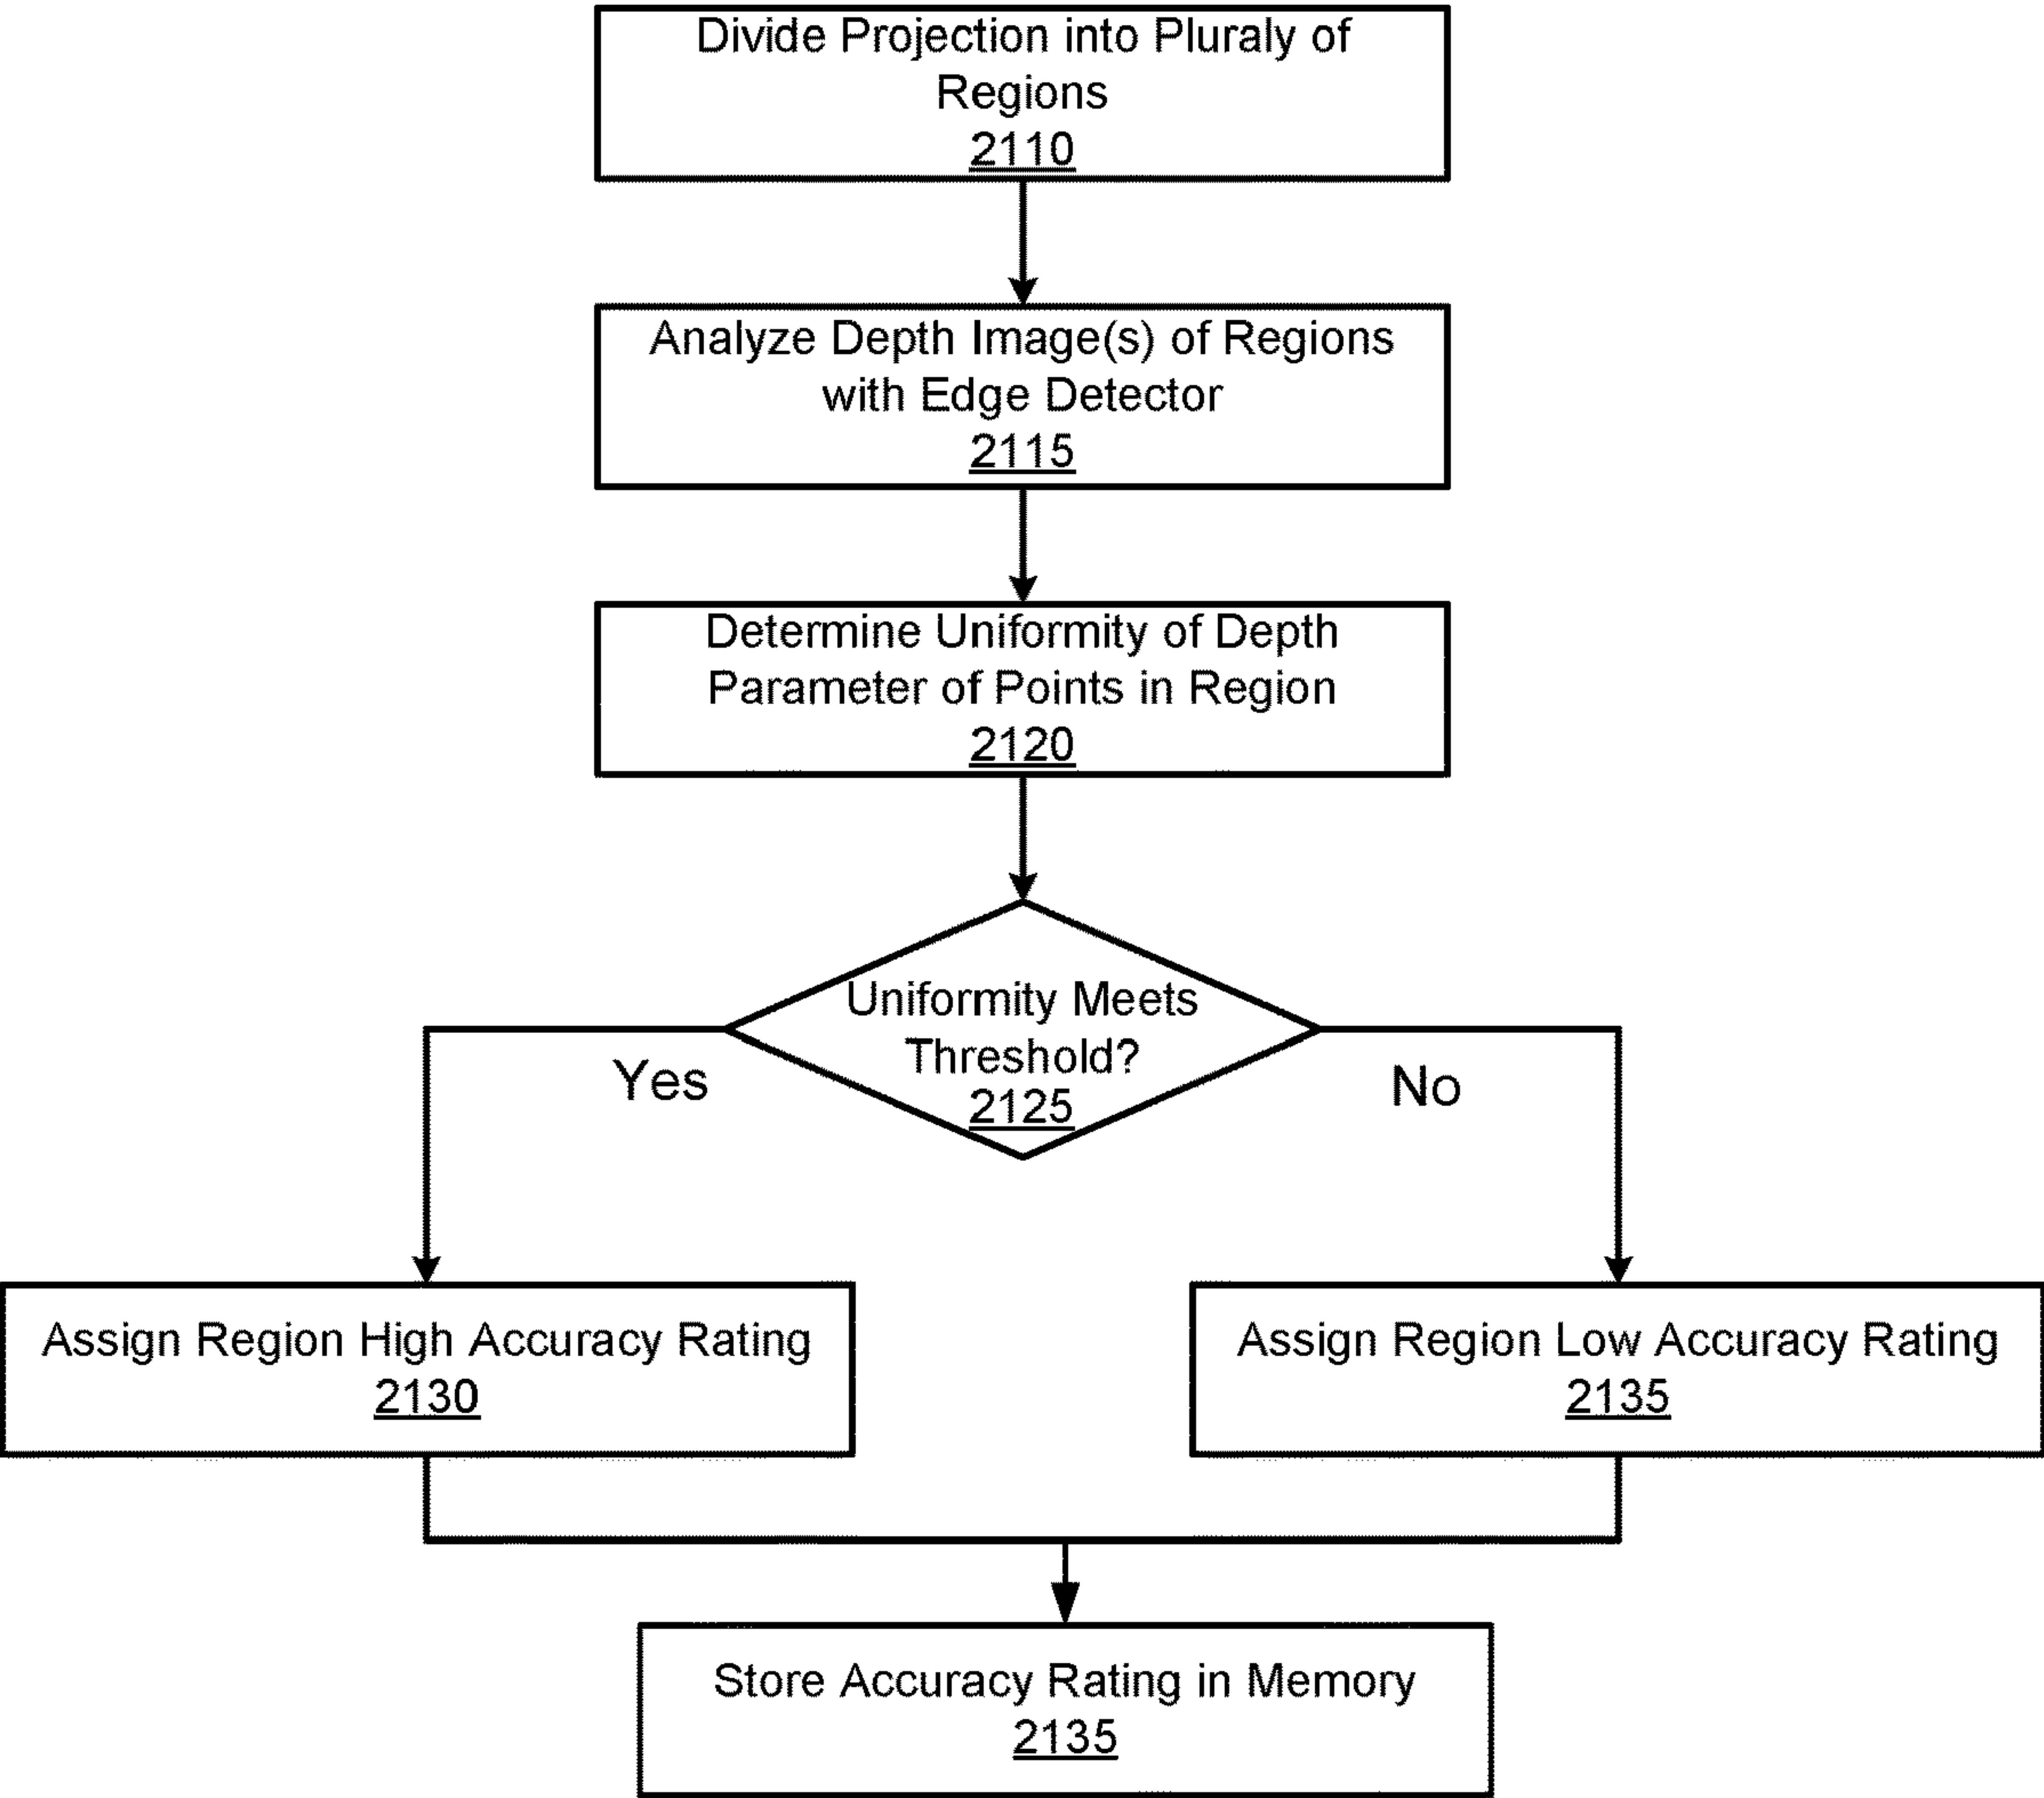 Divide Projection into Pluraly of
Regions
2110
Analyze Depth Image(s) of Regions
with Edge Detector
2115
Determine Uniformity of Depth
Parameter of Points in Region
2120
Uniformity Meets
Threshold?
2125
Yes
No
Assign Region High Accuracy Rating
2130
Assign Region Low Accuracy Rating
2135
Store Accuracy Rating in Memory
2135